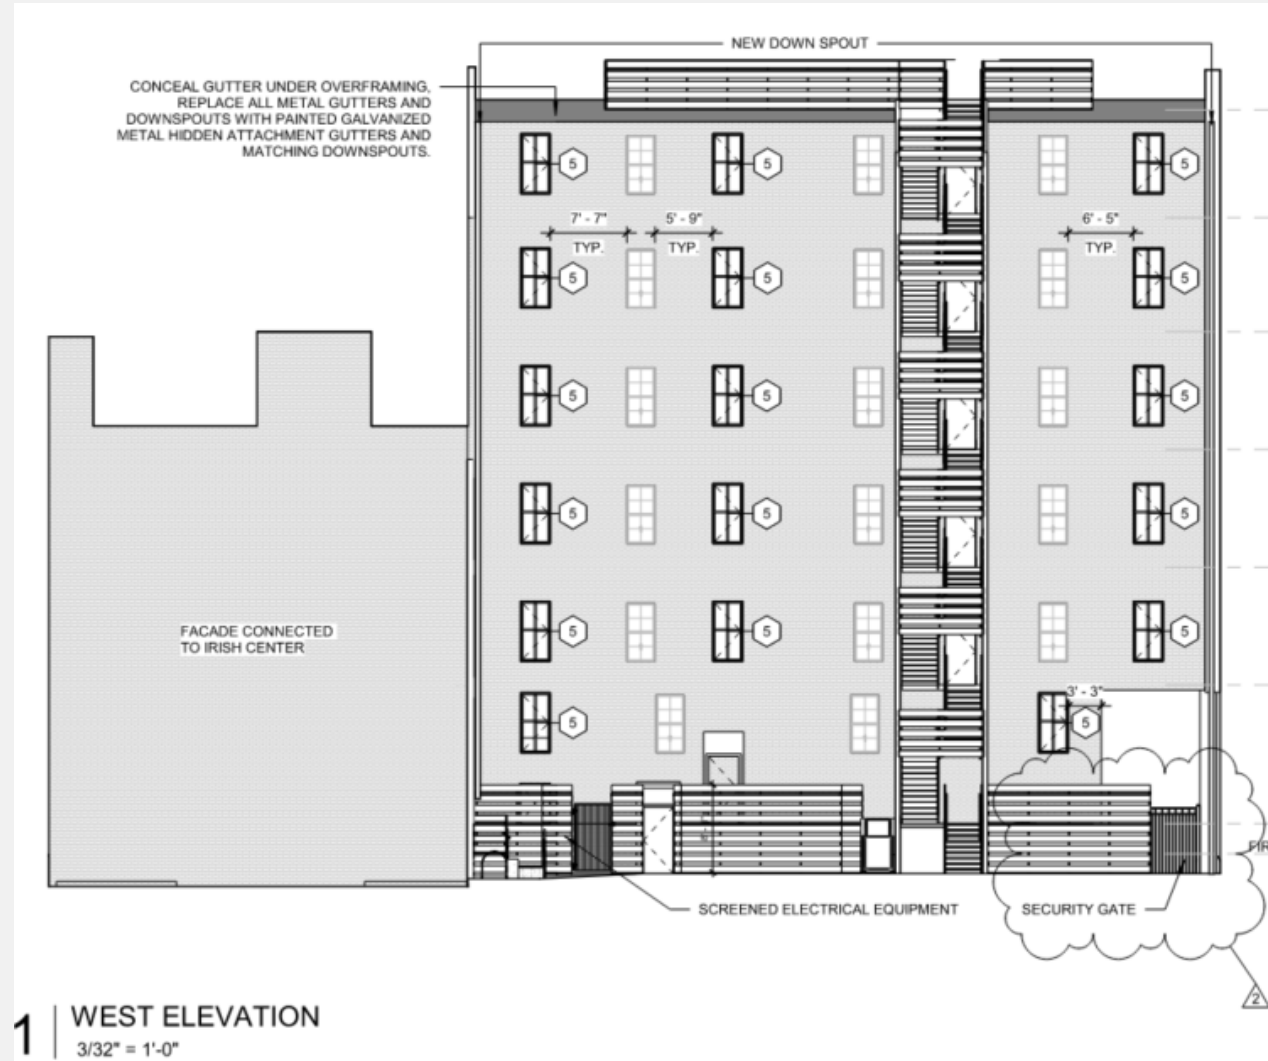 NEW DOWN SPOUT
CONCEAL GUTTER UNDER OVERFRAMING,
REPLACE ALL METAL GUTTERS AND
DOWNSPOUTS WITH PAINTED GALVANIZED
METAL HIDDEN ATTACHMENT GUTTERS AND
MATCHING DOWNSPOUTS.
5 5 5
7' - 7" 5' - 9" 6' - 5"
TYP. TYP. TYP.
5 5 5
5 5 5
5 5 5
5 5 5
FACADE CONNECTED
TO IRISH CENTER
3' - 3"
5 5
FIR
SCREENED ELECTRICAL EQUIPMENT
SECURITY GATE
2
1
WEST ELEVATION
3/32" = 1'-0"